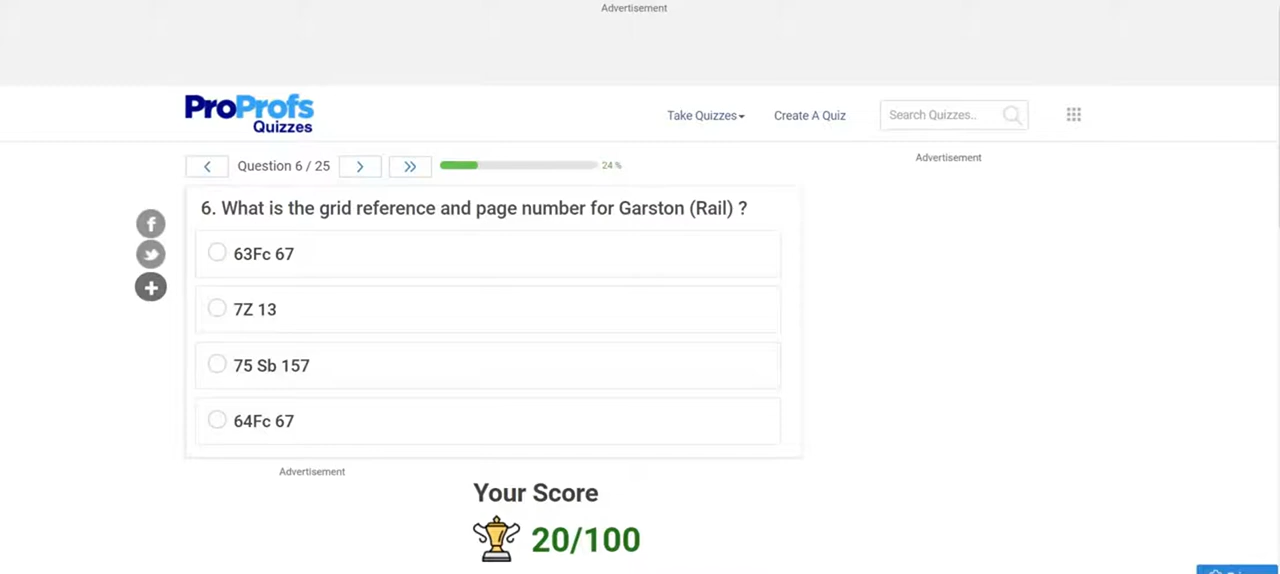 Advertisement
ProProfs
Quizzes
Take Quizzes
Create A Quiz
Search Quizzes..
Question 6 / 25
24 %
Advertisement
6. What is the grid reference and page number for Garston (Rail) ?
63Fc 67
7Z 13
75 Sb 157
64Fc 67
Advertisement
Your Score
20/100